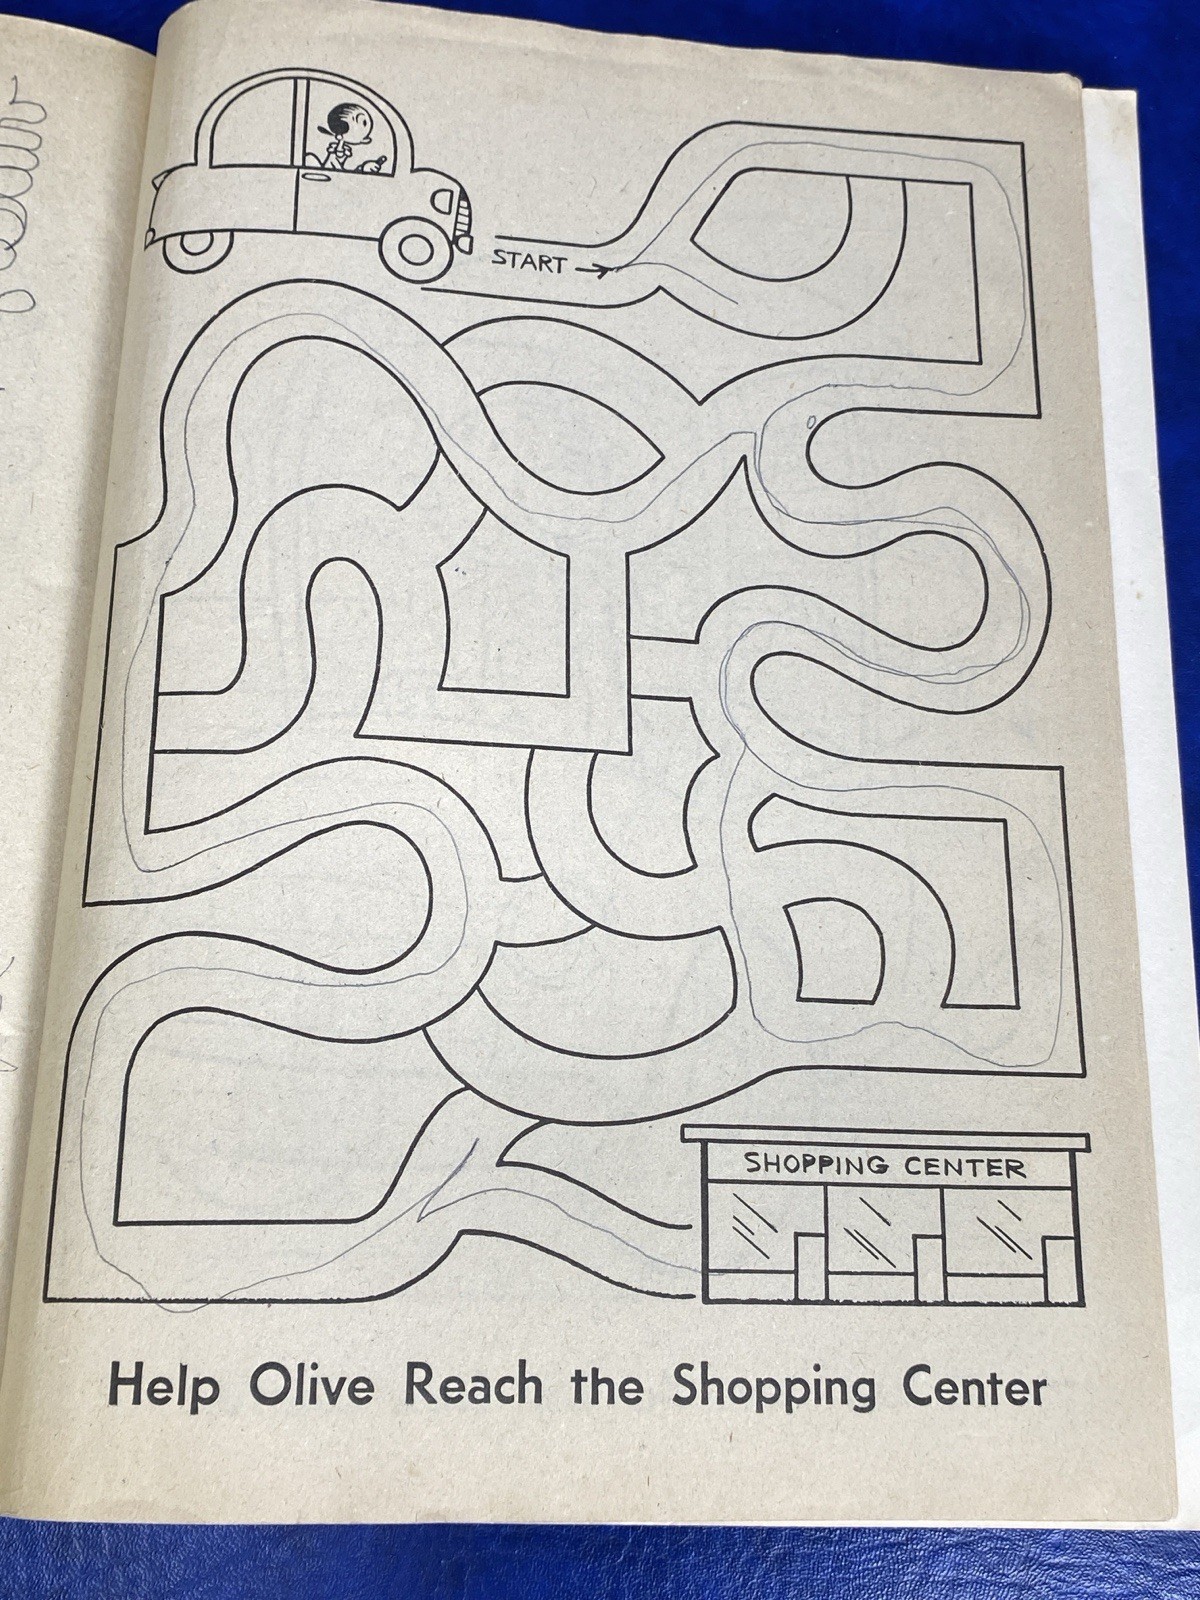 START
SHOPPING CENTER
Help Olive Reach the Shopping Center